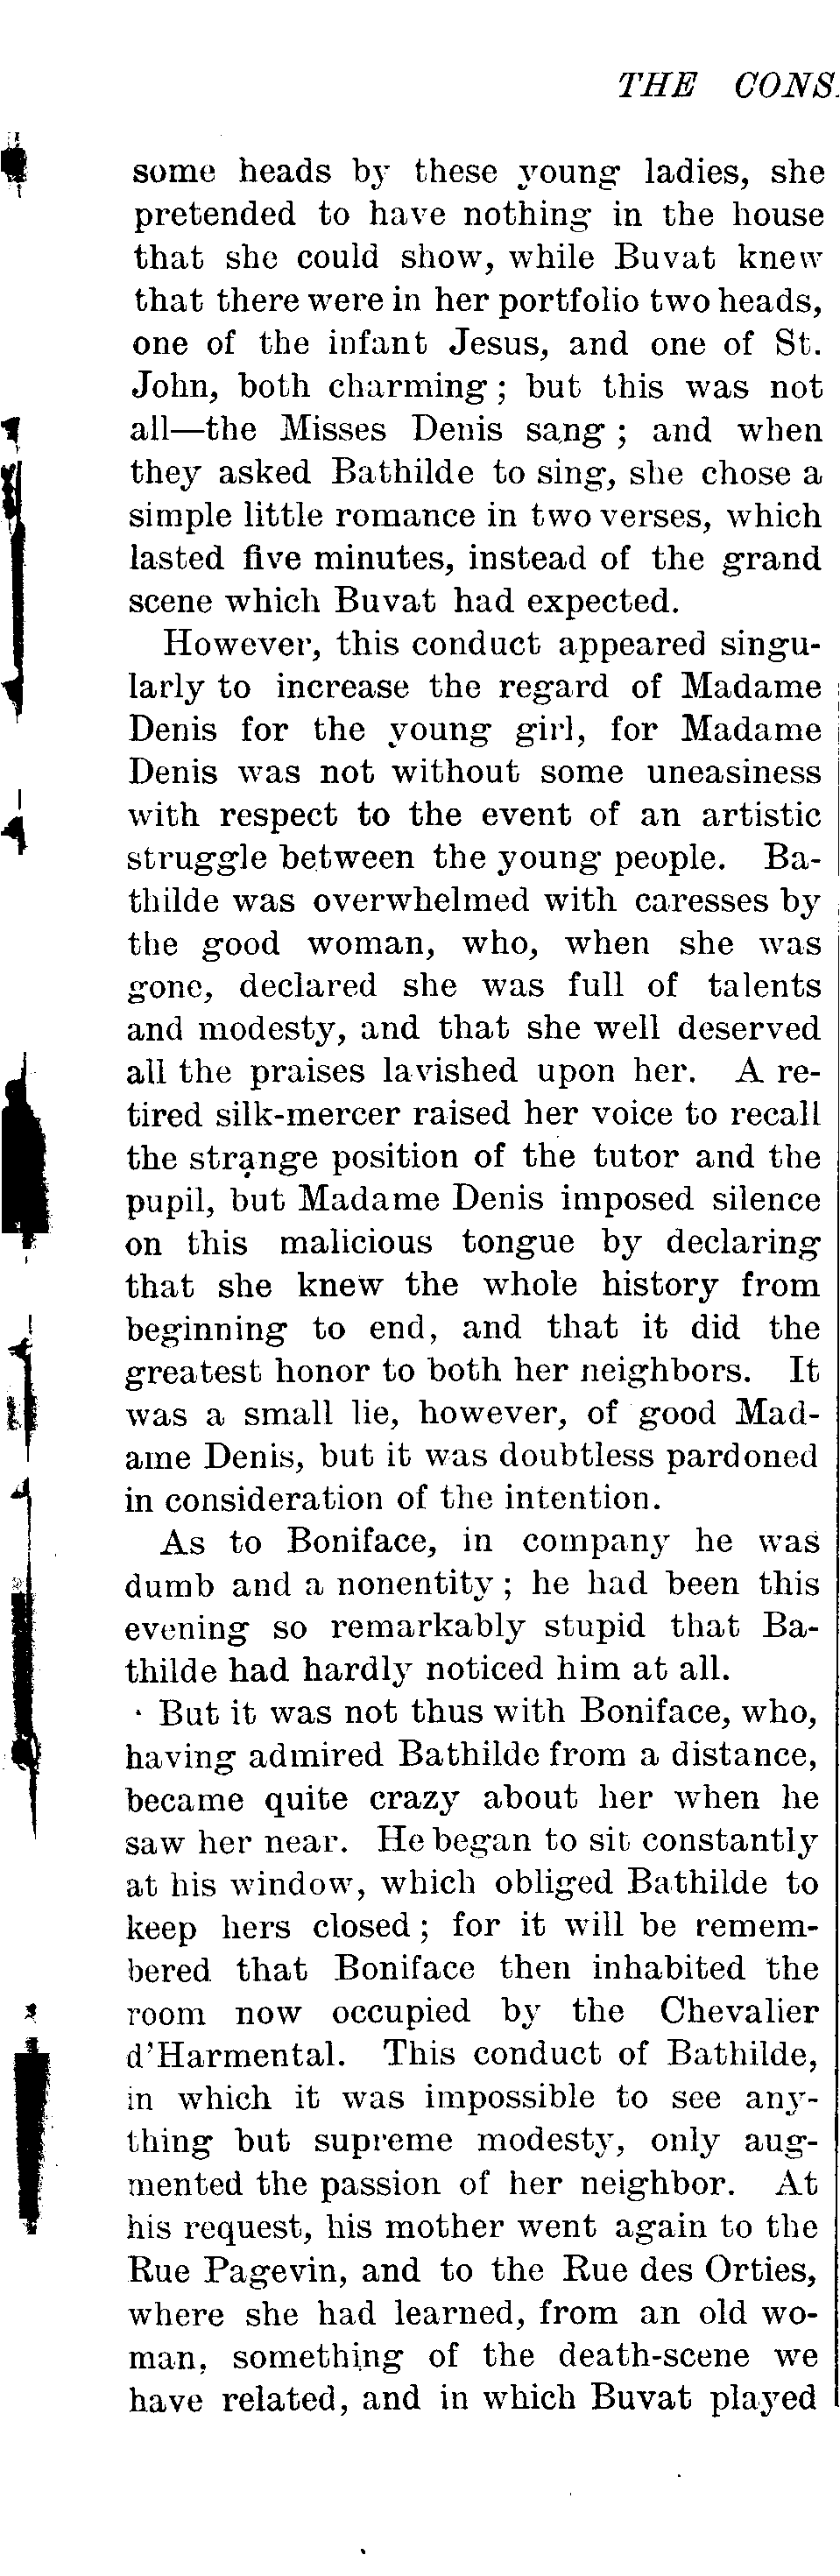 THE CONS
some heads by these young ladies, she
pretended to have nothing in the house
that she could show, while Buvat knew
that there were in her portfolio two heads,
one of the infant Jesus, and one of St.
John, both charming ; but this was not
all—the Misses Denis sang ; and when
they asked Bathilde to sing, she chose a
simple little romance in two verses, which
lasted five minutes, instead of the grand
scene which Buvat had expected.
However, this conduct appeared singu-
larly to increase the regard of Madame
Denis for the young girl, for Madame
Denis was not without some uneasiness
with respect to the event of an artistic
struggle between the young people. Ba-
thilde was overwhelmed with caresses by
the good woman, who, when she was
gone, declared she was full of talents
and modesty, and that she well deserved
all the praises lavished upon her. A re-
tired silk-mercer raised her voice to recall
the strange position of the tutor and the
pupil, but Madame Denis imposed silence
on this malicious tongue by declaring
that she knew the whole history from
beginning to end, and that it did the
greatest honor to both her neighbors. It
was a small lie, however, of good Mad-
ame Denis, but it was doubtless pardoned
in consideration of the intention.
As to Boniface, in company he was
dumb and a nonentity ; he had been this
evening so remarkably stupid that Ba-
thilde had hardly noticed him at all.
But it was not thus with Boniface, who,
having admired Bathilde from a distance,
became quite crazy about her when he
saw her near. He began to sit constantly
at his window, which obliged Bathilde to
keep hers closed ; for it will be remem-
bered that Boniface then inhabited the
room now occupied by the Chevalier
d'Harmental. This conduct of Bathilde,
in which it was impossible to see any-
thing but supreme modesty, only aug-
mented the passion of her neighbor. At
his request, his mother went again to the
Rue Pagevin, and to the Rue des Orties,
where she had learned, from an old wo-
man, something of the death-scene we
have related, and in which Buvat played